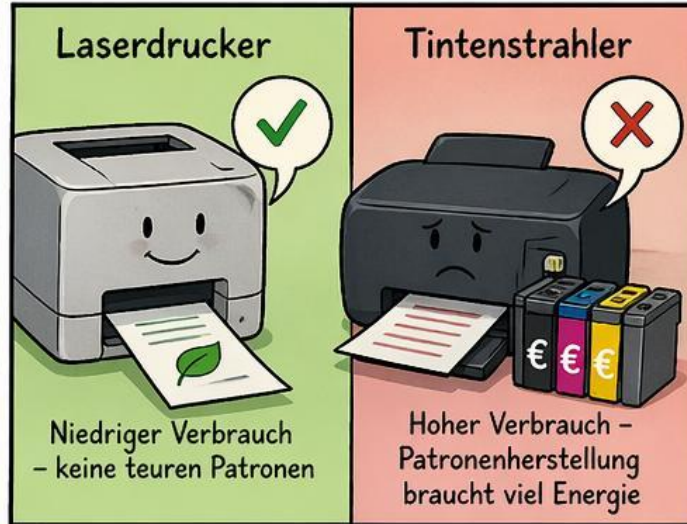 Laserdrucker
Niedriger Verbrauch
– keine teuren Patronen
Tintenstrahler
€ € €
Hoher Verbrauch –
Patronenherstellung
braucht viel Energie